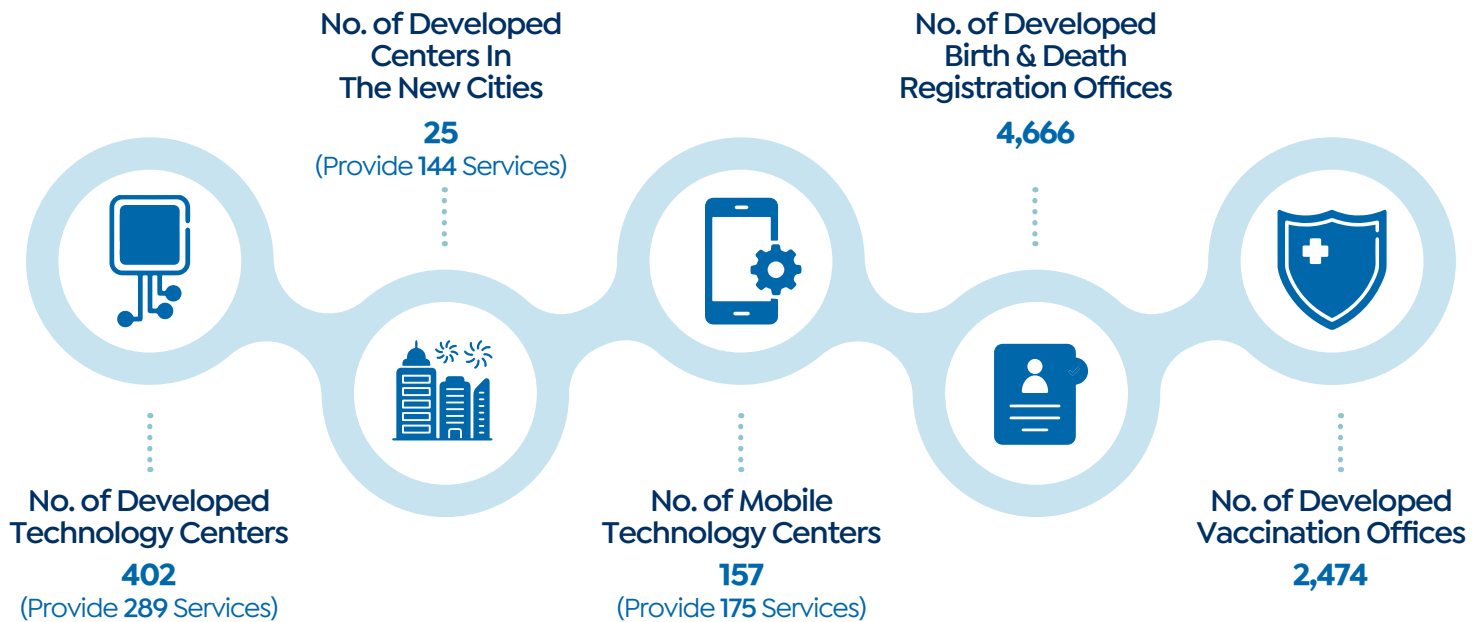 No. of Developed
Technology Centers
402
(Provide 289 Services)
No. of Developed
Centers In
The New Cities
25
(Provide 144 Services)
No. of Mobile
Technology Centers
157
(Provide 175 Services)
No. of Developed
Birth & Death
Registration Offices
4,666
No. of Developed
Vaccination Offices
2,474